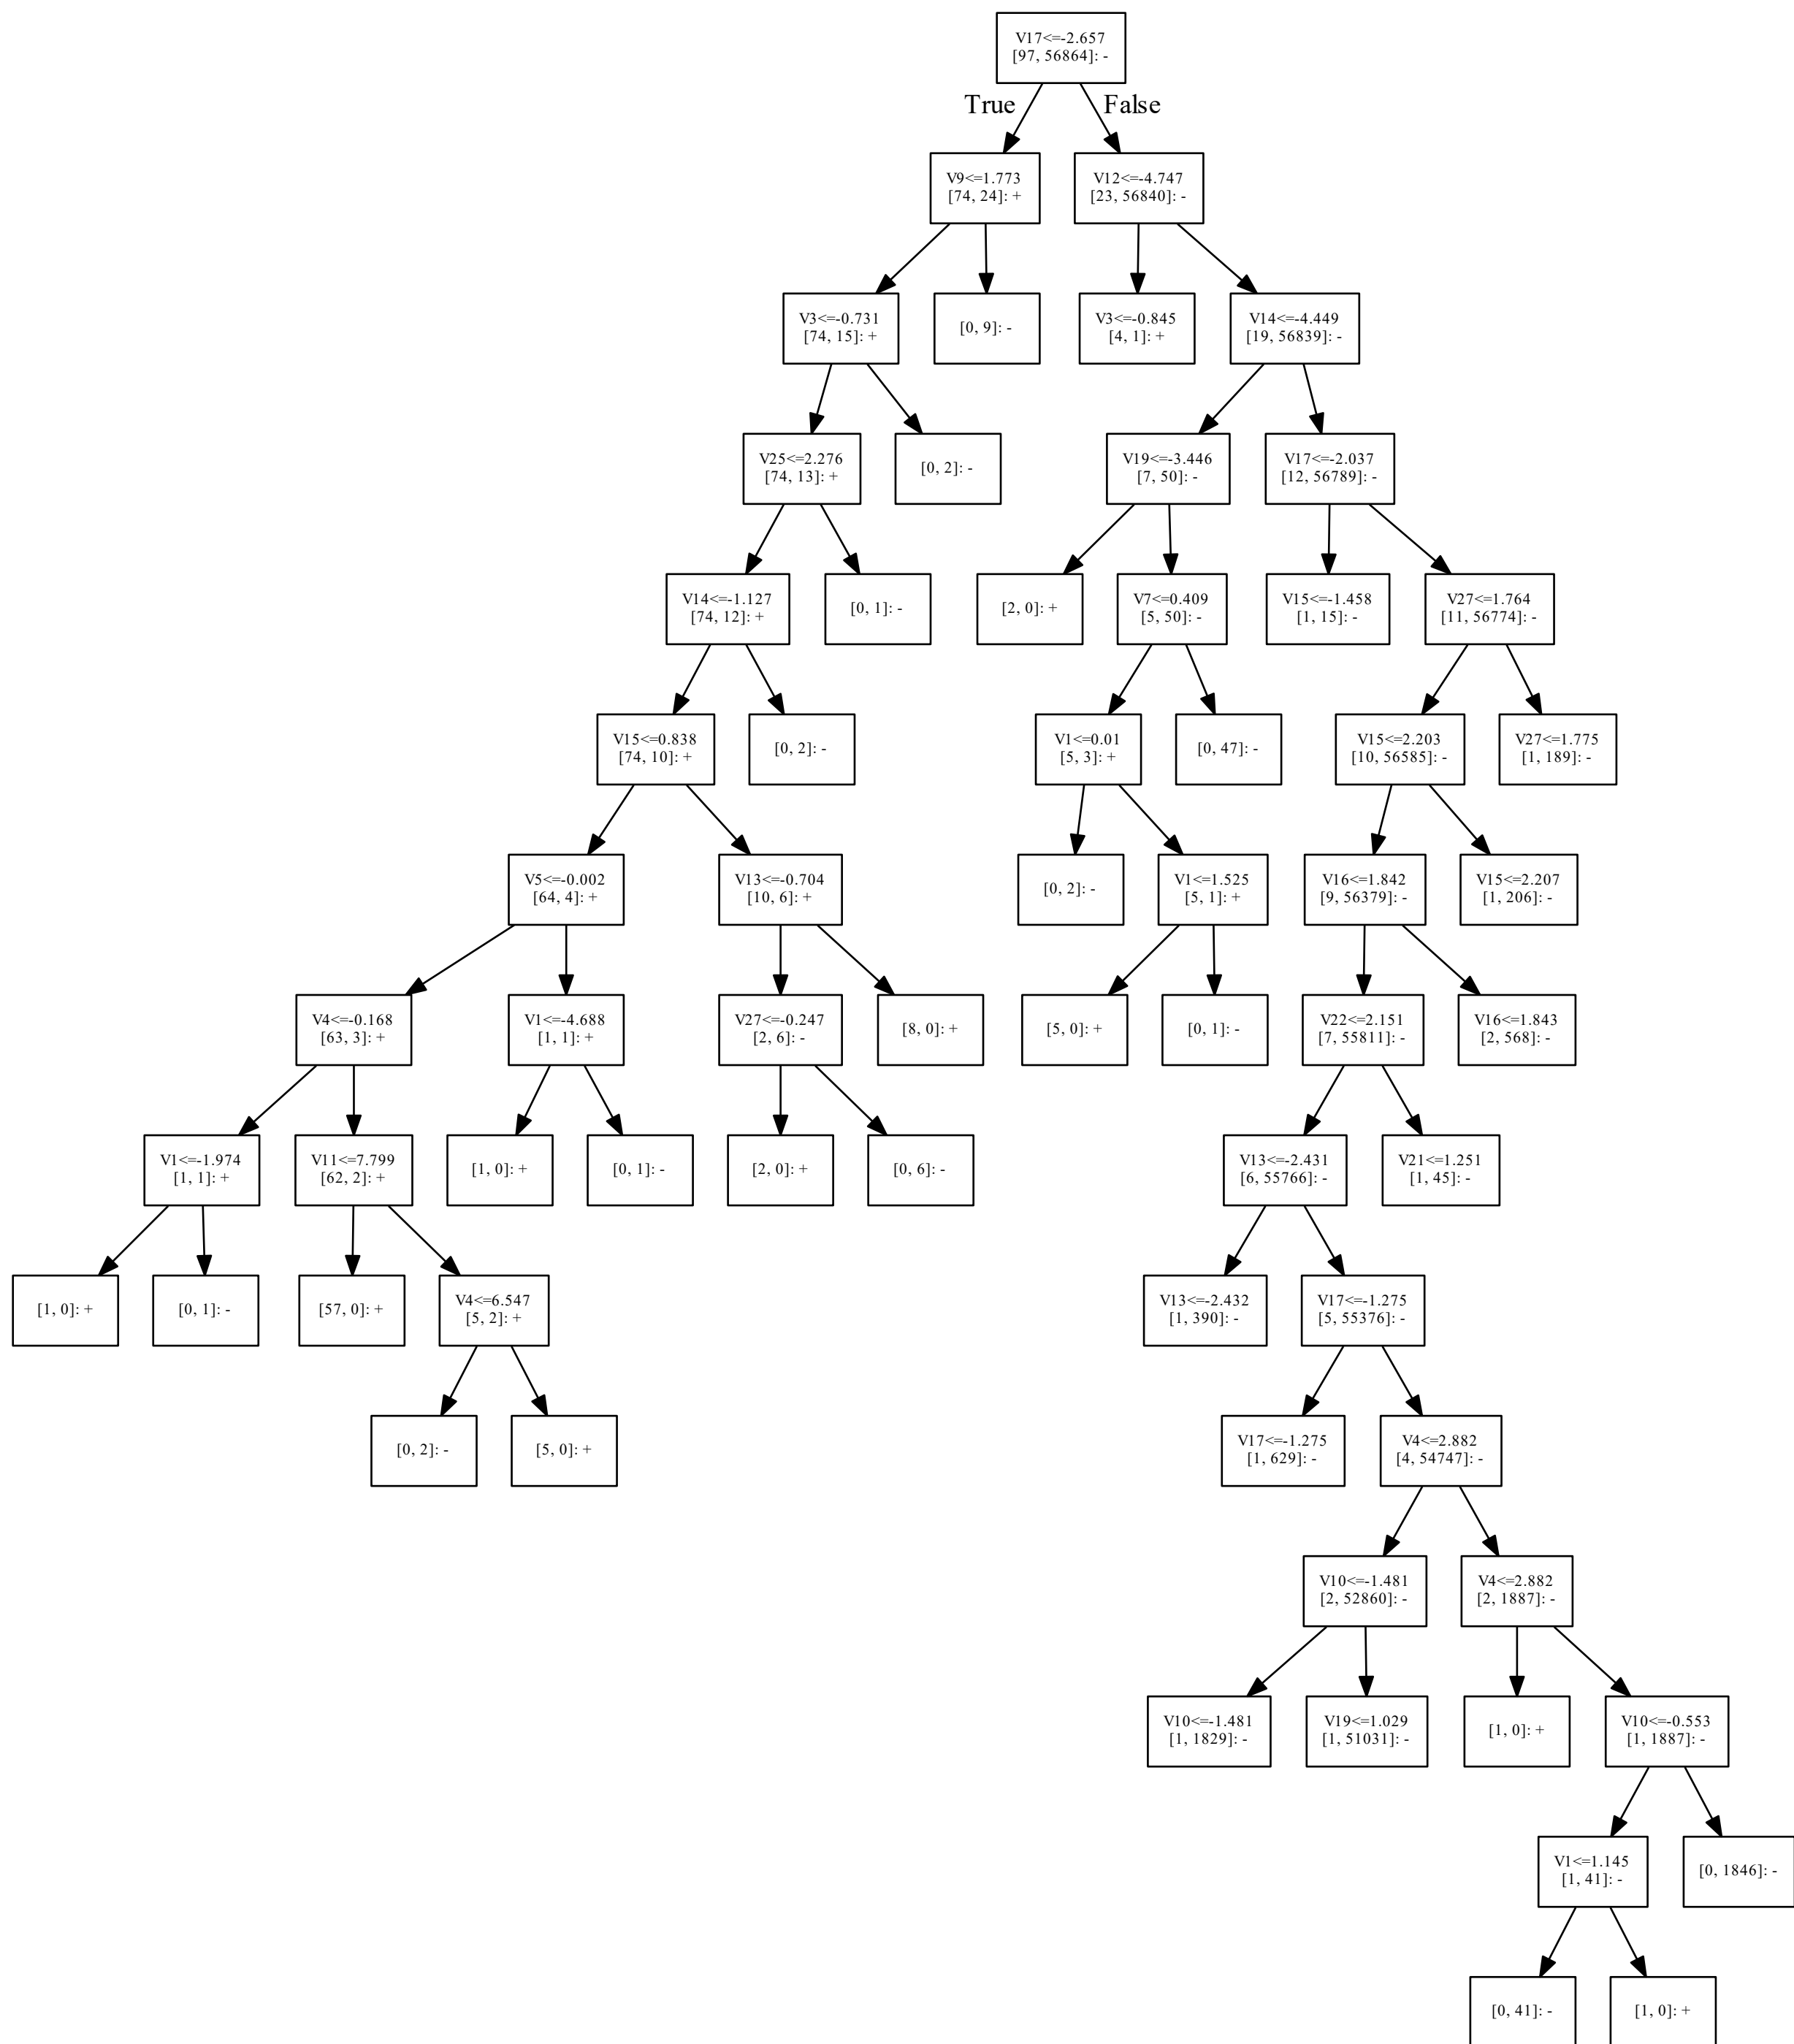 V17<=-2.657
[97, 56864]: -
True
False
V9<=1.773
[74, 24]: +
V12<=-4.747
[23, 56840]: -
V3<=-0.731
[74, 15]: +
[0, 9]: -
V3<=-0.845
[4, 1]: +
V14<=-4.449
[19, 56839]: -
V25<=2.276
[74, 13]: +
[0, 2]: -
V19<=-3.446
[7, 50]: -
V17<=-2.037
[12, 56789]: -
V14<=-1.127
[74, 12]: +
[0, 1]: -
[2, 0]: +
V7<=0.409
[5, 50]: -
V15<=-1.458
[1, 15]: -
V27<=1.764
[11, 56774]: -
V15<=0.838
[74, 10]: +
[0, 2]: -
V1<=0.01
[5, 3]: +
[0, 47]: -
V15<=2.203
[10, 56585]: -
V27<=1.775
[1, 189]: -
V5<=-0.002
[64, 4]: +
V13<=-0.704
[10, 6]: +
[0, 2]: -
V1<=1.525
[5, 1]: +
V16<=1.842
[9, 56379]: -
V15<=2.207
[1, 206]: -
V4<=-0.168
[63, 3]: +
V1<=-4.688
[1, 1]: +
V27<=-0.247
[2, 6]: -
[8, 0]: +
[5, 0]: +
[0, 1]: -
V22<=2.151
[7, 55811]: -
V16<=1.843
[2, 568]: -
V1<=-1.974
[1, 1]: +
V11<=7.799
[62, 2]: +
[1, 0]: +
[0, 1]: -
[2, 0]: +
[0, 6]: -
V13<=-2.431
[6, 55766]: -
V21<=1.251
[1, 45]: -
[1, 0]: +
[0, 1]: -
[57, 0]: +
V4<=6.547
[5, 2]: +
V13<=-2.432
[1, 390]: -
V17<=-1.275
[5, 55376]: -
[0, 2]: -
[5, 0]: +
V17<=-1.275
[1, 629]: -
V4<=2.882
[4, 54747]: -
V10<=-1.481
[2, 52860]: -
V4<=2.882
[2, 1887]: -
V10<=-1.481
[1, 1829]: -
V19<=1.029
[1, 51031]: -
[1, 0]: +
V10<=-0.553
[1, 1887]: -
V1<=1.145
[1, 41]: -
[0, 1846]: -
[0, 41]: -
[1, 0]: +